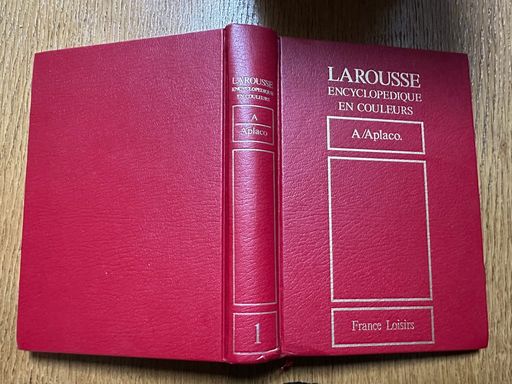 LAROUSSE
ENCYCLOPEDIQUE
EN COULEURS
A
Aplaco
1
LAROUSSE
ENCYCLOPEDIQUE
EN COULEURS
A/Aplaco.
France Loisirs